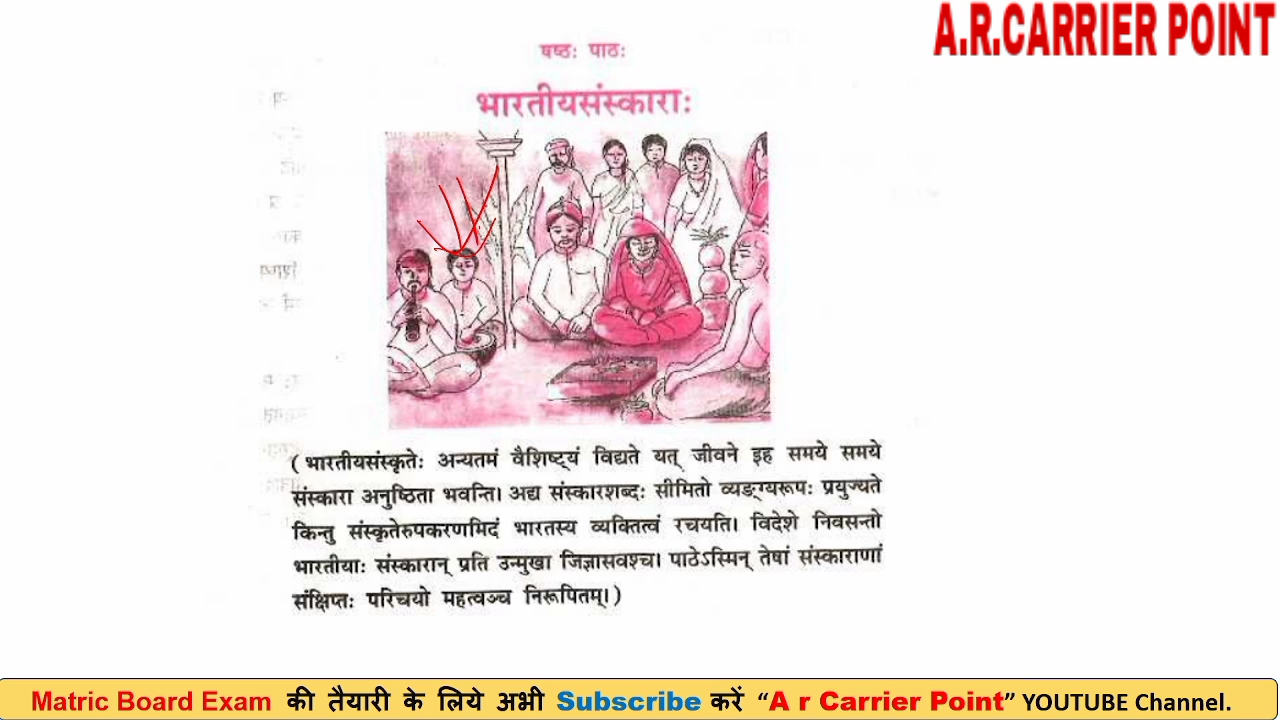 A.R.CARRIER POINT
षष्ठः पाठः
भारतीयसंस्काराः
( भारतीयसंस्कृतेः अन्यतमं वैशिष्ट्यं विद्यते यत् जीवने इह समये समये
संस्कारा अनुष्ठिता भवन्ति। अद्य संस्कारशब्दः सीमितो व्यङ्ग्यरूपः प्रयुज्यते
किन्तु संस्कृतेरुपकरणमिदं भारतस्य व्यक्तित्वं रचयति। विदेशे निवसन्तो
भारतीयाः संस्कारान् प्रति उन्मुखा जिज्ञासवश्च। पाठेऽस्मिन् तेषां संस्काराणां
संक्षिप्तः परिचयो महत्वञ्च निरूपितम्। )
Matric Board Exam की तैयारी के लिये अभी Subscribe करें “A r Carrier Point” YOUTUBE Channel.